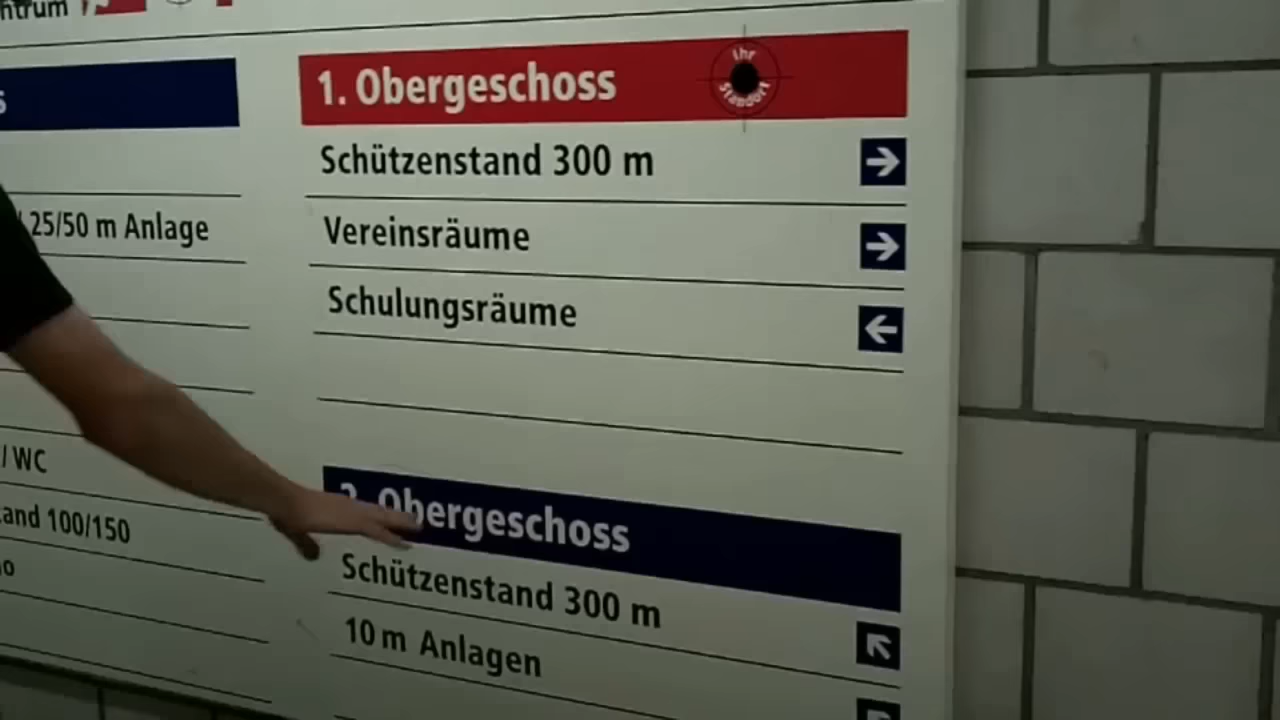 1. Obergeschoss
Ihr Standort
Schützenstand 300 m
Vereinsräume
Schulungsräume
25/50 m Anlage
/ WC
100/150
2. Obergeschoss
Schützenstand 300 m
10 m Anlagen